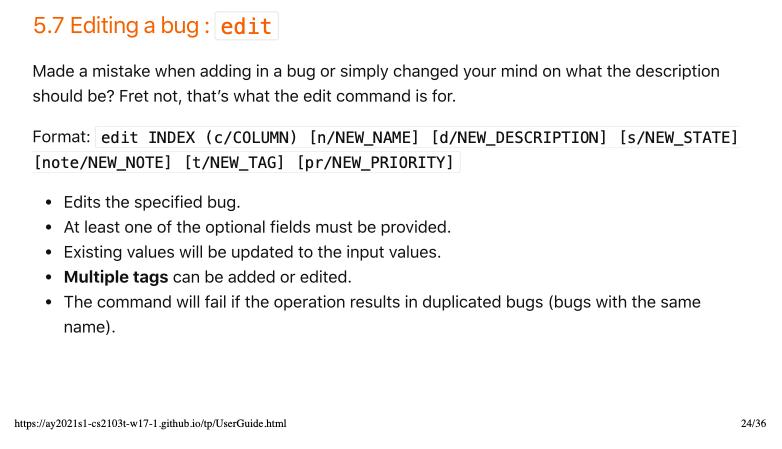 5.7 Editing a bug : edit
Made a mistake when adding in a bug or simply changed your mind on what the description
should be? Fret not, that’s what the edit command is for.
Format: edit INDEX (c/COLUMN) [n/NEW_NAME] [d/NEW_DESCRIPTION] [s/NEW_STATE]
[note/NEW_NOTE] [t/NEW_TAG] [pr/NEW_PRIORITY]
• Edits the specified bug.
• At least one of the optional fields must be provided.
• Existing values will be updated to the input values.
• Multiple tags can be added or edited.
• The command will fail if the operation results in duplicated bugs (bugs with the same
name).
https://ay2021s1-cs2103t-w17-1.github.io/tp/UserGuide.html 24/36